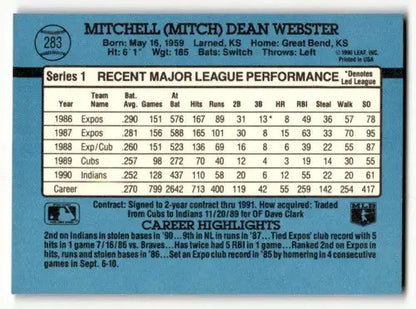 283
MITCHELL (MITCH) DEAN WEBSTER
Born: May 16, 1959 Larned, KS Home: Great Bend, KS
Ht: 6'1" Wgt: 185 Bats: Switch Throws: Left
© 1990 LEAF, INC.
Printed in USA
Series 1 RECENT MAJOR LEAGUE PERFORMANCE *Denotes Led League
Year Team Name Bat. Avg. Games At Bat Hits Runs 2B 3B HR RBI Steal Walk SO
1986 Expos .290 151 576 167 89 31 13* 8 49 36 57 78
1987 Expos .281 156 588 165 101 30 8 15 63 33 70 95
1988 Exp/Cub .260 151 523 136 69 16 8 6 39 22 55 87
1989 Cubs .257 98 272 70 40 12 4 3 19 14 30 55
1990 Indians .252 128 437 110 58 20 6 12 55 22 20 61
Career .270 799 2642 713 400 119 42 55 242 134 254 417
Contract: Signed to 2-year contract thru 1991. How acquired: Traded
from Cubs to Indians 11/20/89 for OF Dave Clark
CAREER HIGHLIGHTS
2nd on Indians in stolen bases in '90...9th in NL in runs in '87...Tied Expos' club record with 5
hits in 1 game 7/16/86 vs. Braves...Has twice had 5 RBI in 1 game...Ranked 2nd on Expos in
hits, runs and stolen bases in '86...Set an Expo club record in '85 by homering in 4 consecutive
games in Sept. 6-10.